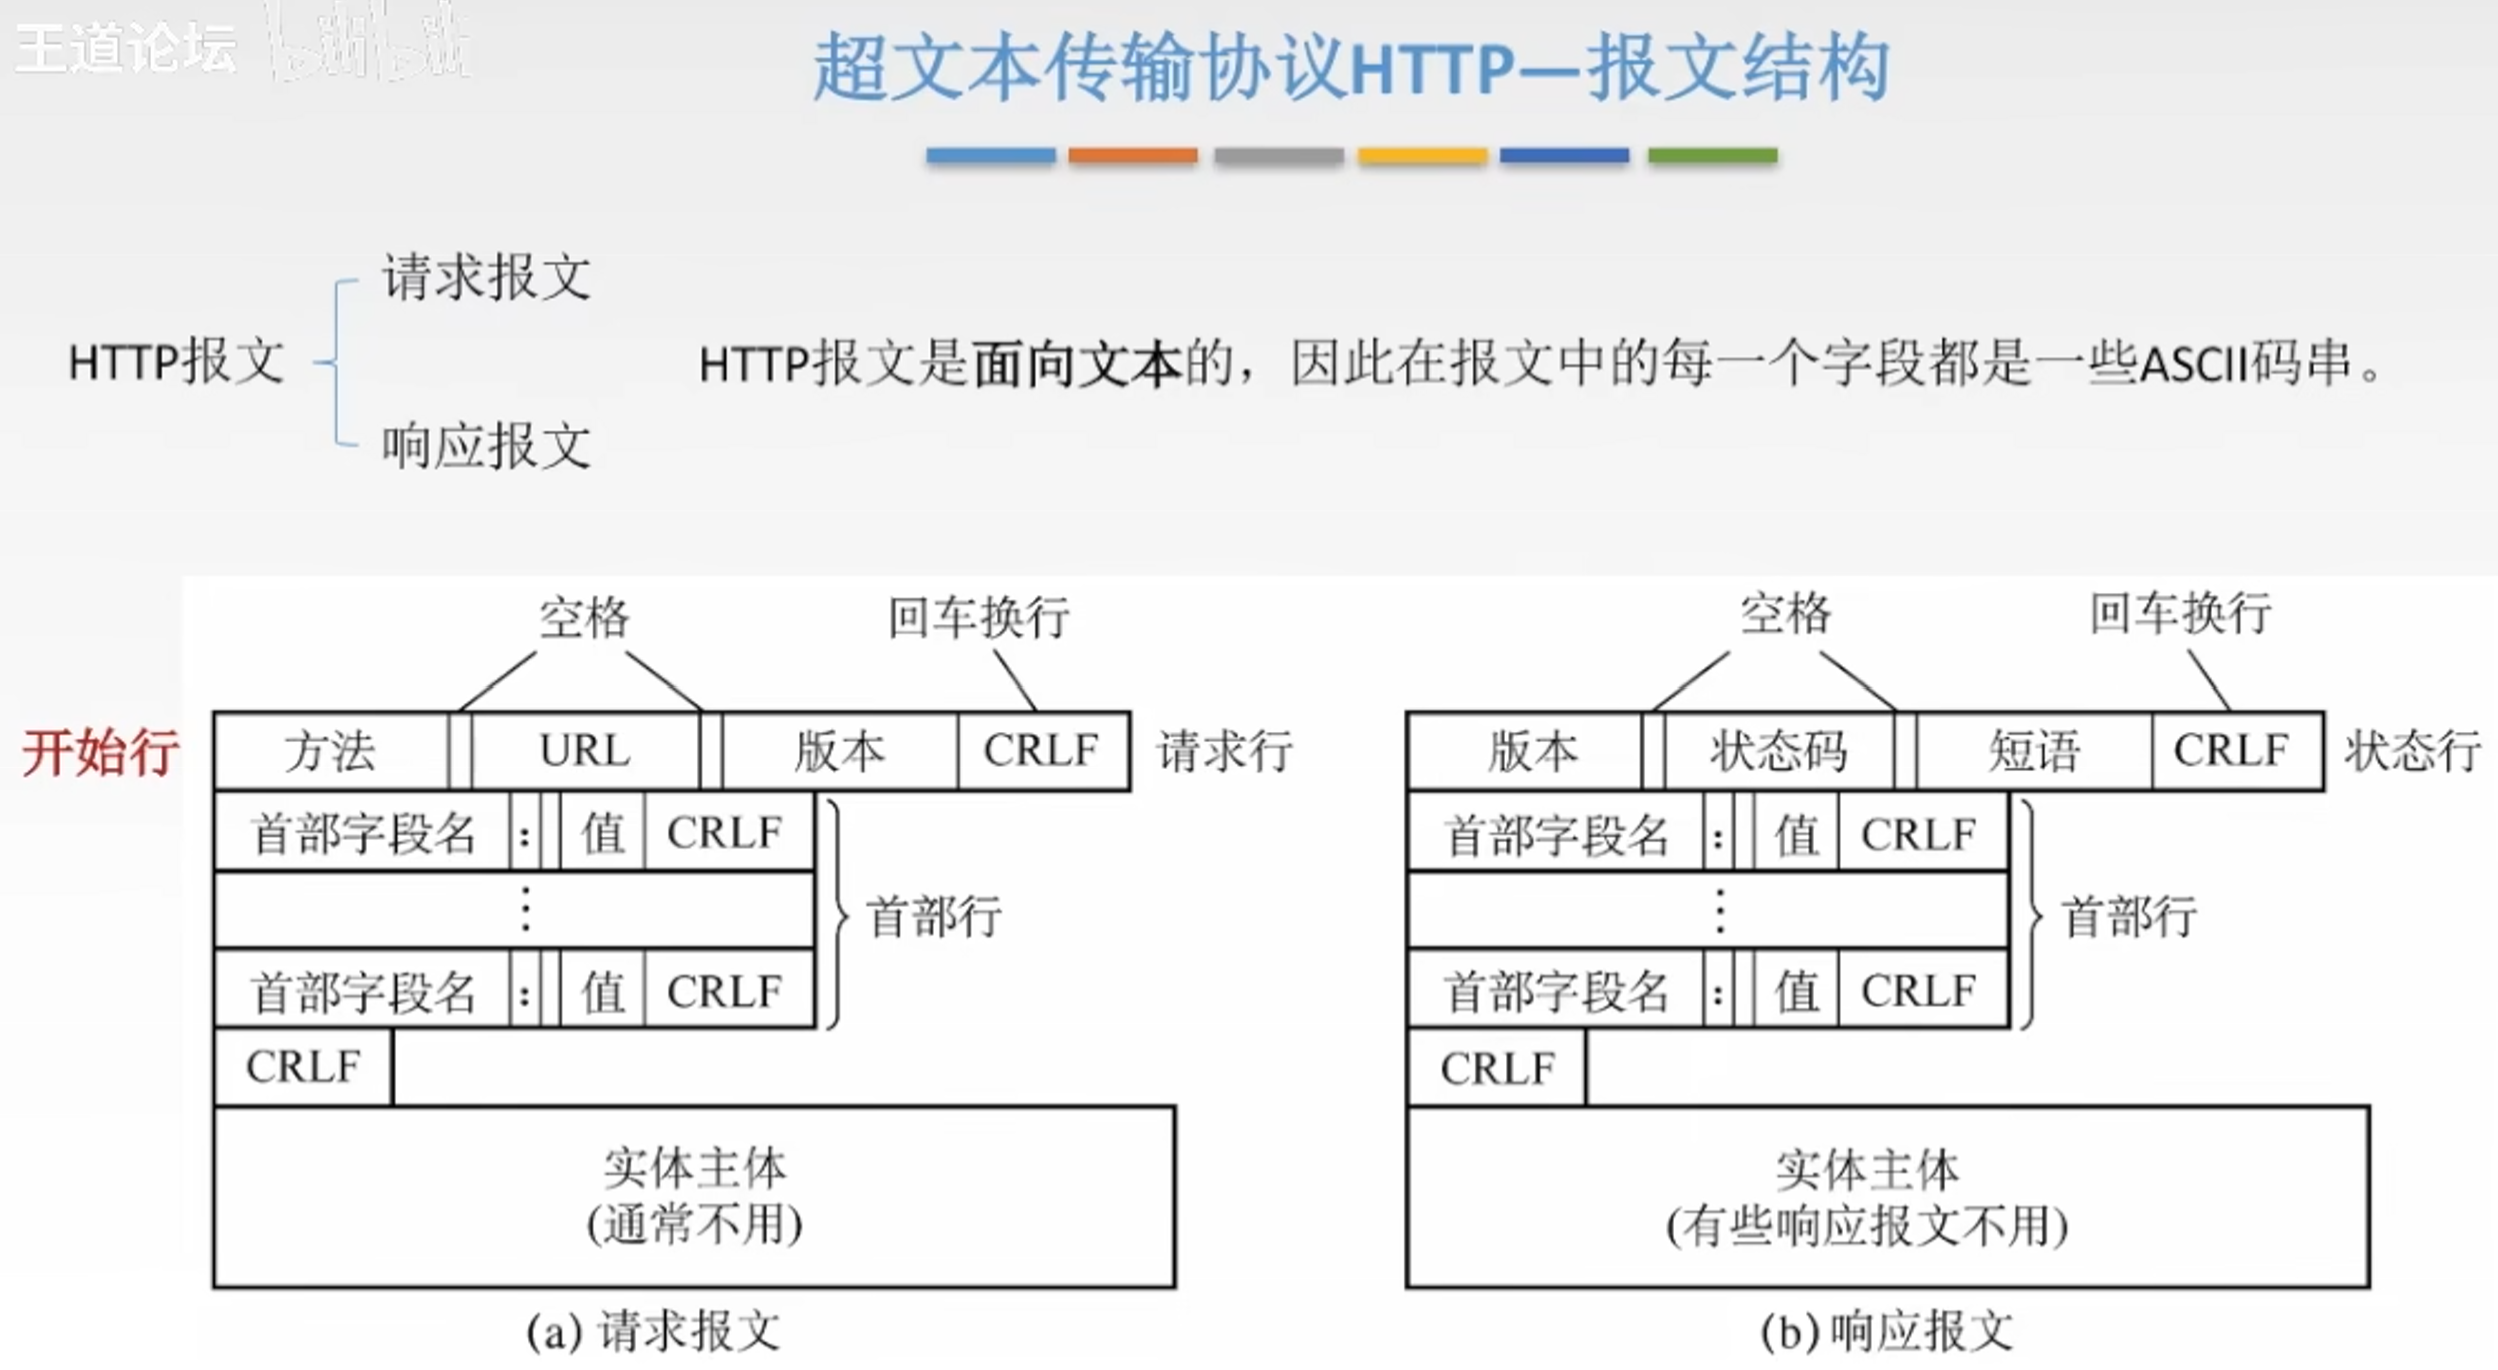 王道论坛 bilibili
超文本传输协议HTTP—报文结构
请求报文
HTTP报文
HTTP报文是面向文本的，因此在报文中的每一个字段都是一些ASCII码串。
响应报文
空格 回车换行
开始行 方法 URL 版本 CRLF 请求行
首部字段名 : 值 CRLF
⋮
首部行
首部字段名 : 值 CRLF
CRLF
实体主体
(通常不用)
(a) 请求报文
空格 回车换行
版本 状态码 短语 CRLF 状态行
首部字段名 : 值 CRLF
⋮
首部行
首部字段名 : 值 CRLF
CRLF
实体主体
(有些响应报文不用)
(b) 响应报文